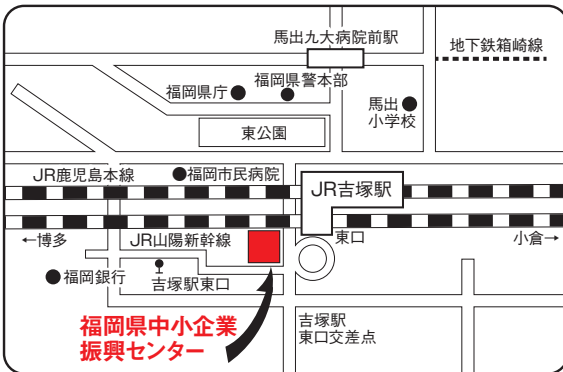 馬出九大病院前駅
地下鉄箱崎線
福岡県警本部
福岡県庁
馬出
小学校
東公園
JR鹿児島本線
福岡市民病院
JR吉塚駅
←博多
JR山陽新幹線
東口
小倉→
福岡銀行
吉塚駅東口
福岡県中小企業
振興センター
吉塚駅
東口交差点